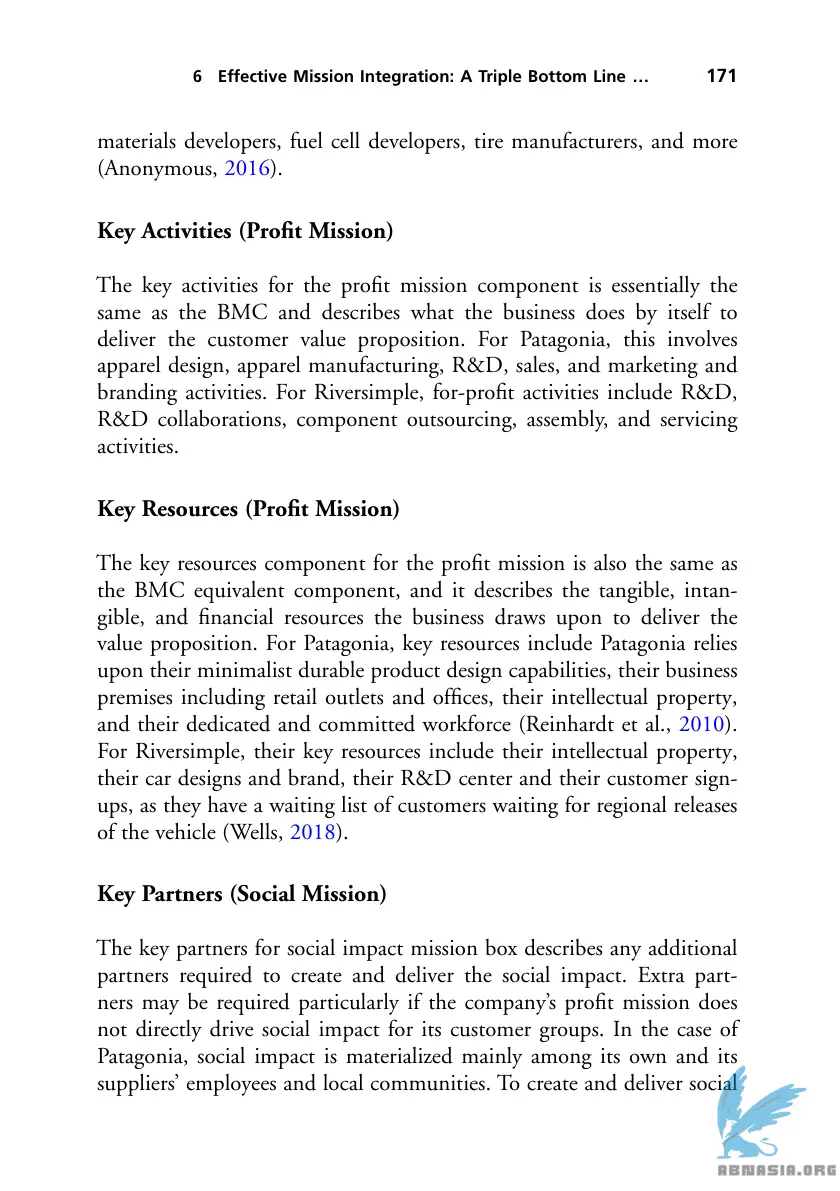 6 Effective Mission Integration: A Triple Bottom Line … 171
materials developers, fuel cell developers, tire manufacturers, and more
(Anonymous, 2016).
Key Activities (Profit Mission)
The key activities for the profit mission component is essentially the
same as the BMC and describes what the business does by itself to
deliver the customer value proposition. For Patagonia, this involves
apparel design, apparel manufacturing, R&D, sales, and marketing and
branding activities. For Riversimple, for-profit activities include R&D,
R&D collaborations, component outsourcing, assembly, and servicing
activities.
Key Resources (Profit Mission)
The key resources component for the profit mission is also the same as
the BMC equivalent component, and it describes the tangible, intan-
gible, and financial resources the business draws upon to deliver the
value proposition. For Patagonia, key resources include Patagonia relies
upon their minimalist durable product design capabilities, their business
premises including retail outlets and offices, their intellectual property,
and their dedicated and committed workforce (Reinhardt et al., 2010).
For Riversimple, their key resources include their intellectual property,
their car designs and brand, their R&D center and their customer sign-
ups, as they have a waiting list of customers waiting for regional releases
of the vehicle (Wells, 2018).
Key Partners (Social Mission)
The key partners for social impact mission box describes any additional
partners required to create and deliver the social impact. Extra part-
ners may be required particularly if the company's profit mission does
not directly drive social impact for its customer groups. In the case of
Patagonia, social impact is materialized mainly among its own and its
suppliers' employees and local communities. To create and deliver social
ABNASIA.ORG